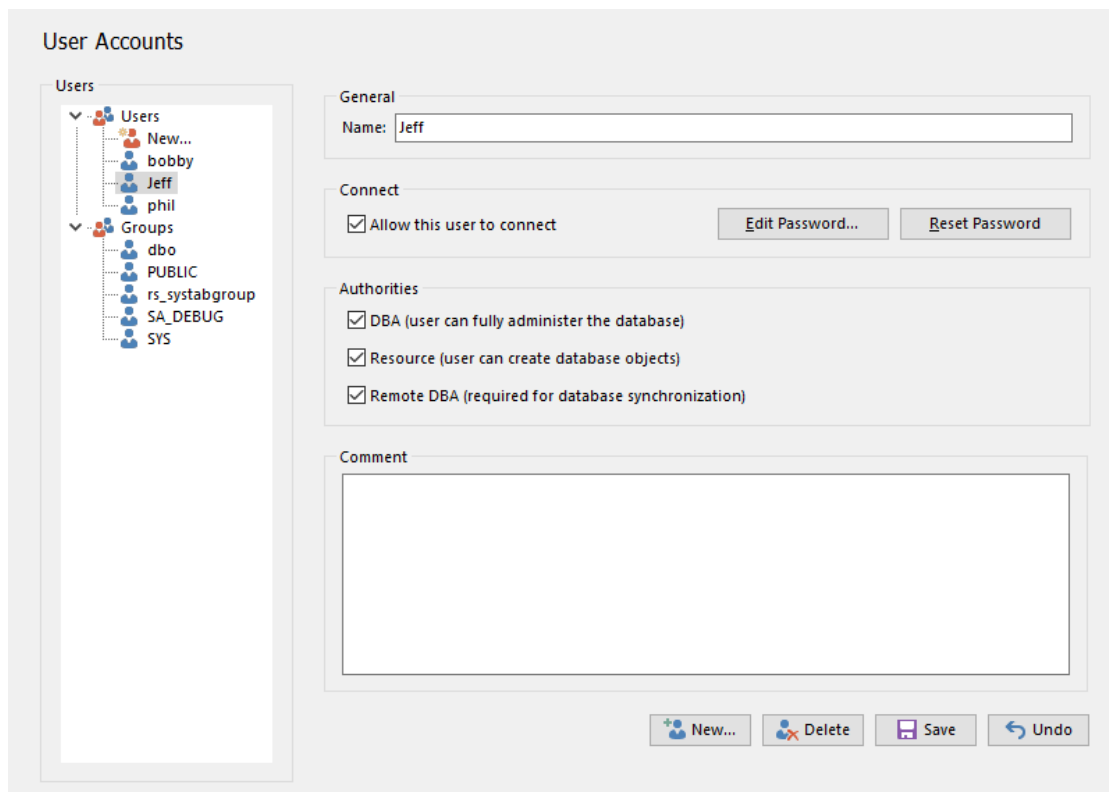 User Accounts
Users
Users
New...
bobby
Jeff
phil
Groups
dbo
PUBLIC
rs_systabgroup
SA_DEBUG
SYS
General
Name: Jeff
Connect
Allow this user to connect
Edit Password...
Reset Password
Authorities
DBA (user can fully administer the database)
Resource (user can create database objects)
Remote DBA (required for database synchronization)
Comment
New...
Delete
Save
Undo